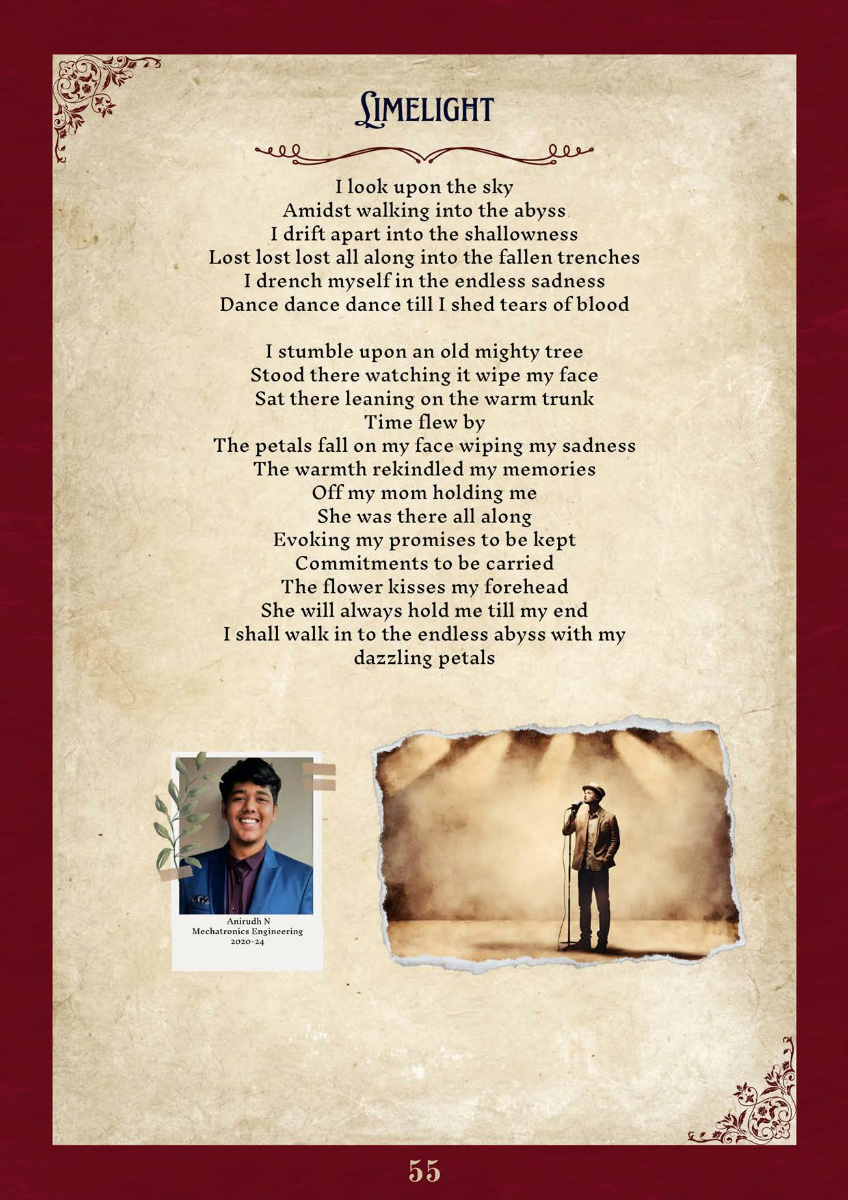 LIMELIGHT
I look upon the sky
Amidst walking into the abyss
I drift apart into the shallowness
Lost lost lost all along into the fallen trenches
I drench myself in the endless sadness
Dance dance dance till I shed tears of blood
I stumble upon an old mighty tree
Stood there watching it wipe my face
Sat there leaning on the warm trunk
Time flew by
The petals fall on my face wiping my sadness
The warmth rekindled my memories
Off my mom holding me
She was there all along
Evoking my promises to be kept
Commitments to be carried
The flower kisses my forehead
She will always hold me till my end
I shall walk in to the endless abyss with my
dazzling petals
Anirudh N
Mechatronics Engineering
2020-24
55